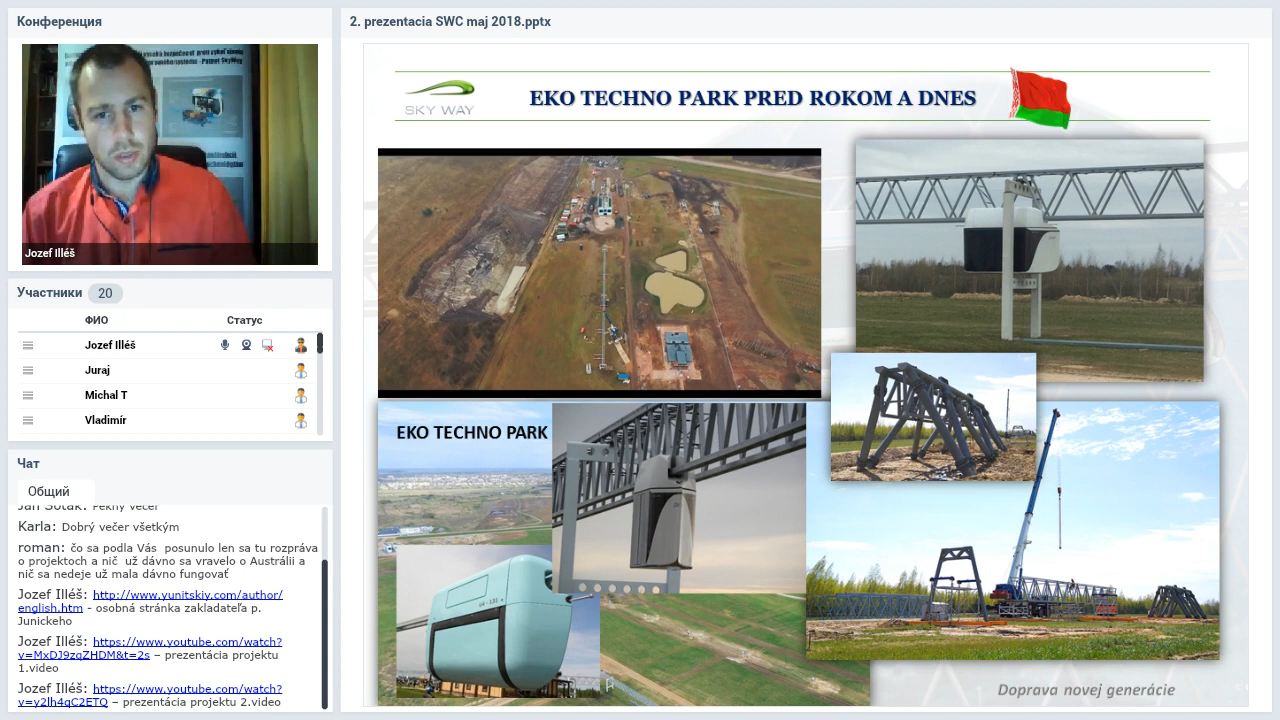 Конференция
Jozef Illéš
Участники 20
ФИО Статус
Jozef Illéš
Juraj
Michal T
Vladimír
Чат
Общий
Pekný večer
Karla: Dobrý večer všetkým
roman: čo sa podla Vás posunulo len sa tu rozpráva
o projektoch a nič už dávno sa vravelo o Austrálii a
nič sa nedeje už mala dávno fungovať
Jozef Illéš: http://www.yunitskiy.com/author/
english.htm - osobná stránka zakladateľa p.
Junickeho
Jozef Illéš: https://www.youtube.com/watch?
v=MxDJ9zqZHDM&t=2s – prezentácia projektu
1.video
Jozef Illéš: https://www.youtube.com/watch?
v=y2lh4qC2ETQ – prezentácia projektu 2.video
2. prezentacia SWC maj 2018.pptx
SKY WAY
EKO TECHNO PARK PRED ROKOM A DNES
EKO TECHNO PARK
Doprava novej generácie